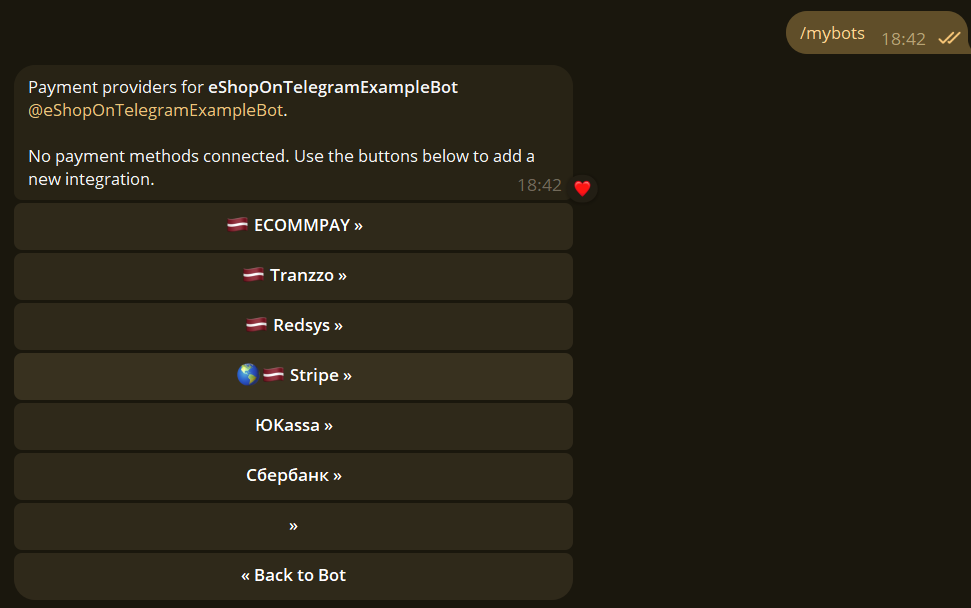 /mybots 18:42
Payment providers for eShopOnTelegramExampleBot
@eShopOnTelegramExampleBot.
No payment methods connected. Use the buttons below to add a
new integration.
18:42
ECOMMPAY »
Tranzzo »
Redsys »
Stripe »
ЮKassa »
Сбербанк »
»
« Back to Bot